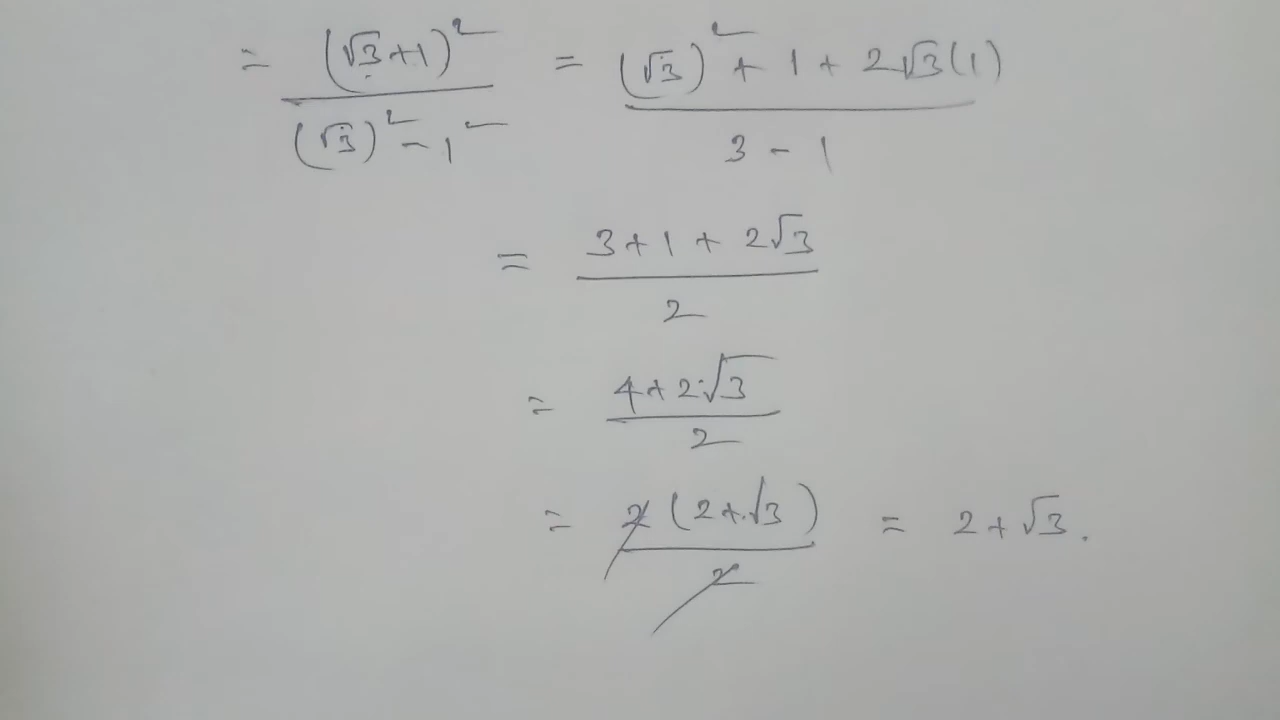 = (√3+1)² / (√3)² - 1² = (√3)² + 1 + 2√3(1) / 3 - 1
= 3+1+2√3 / 2
= 4+2√3 / 2
= 2(2+√3) / 2 = 2+√3.